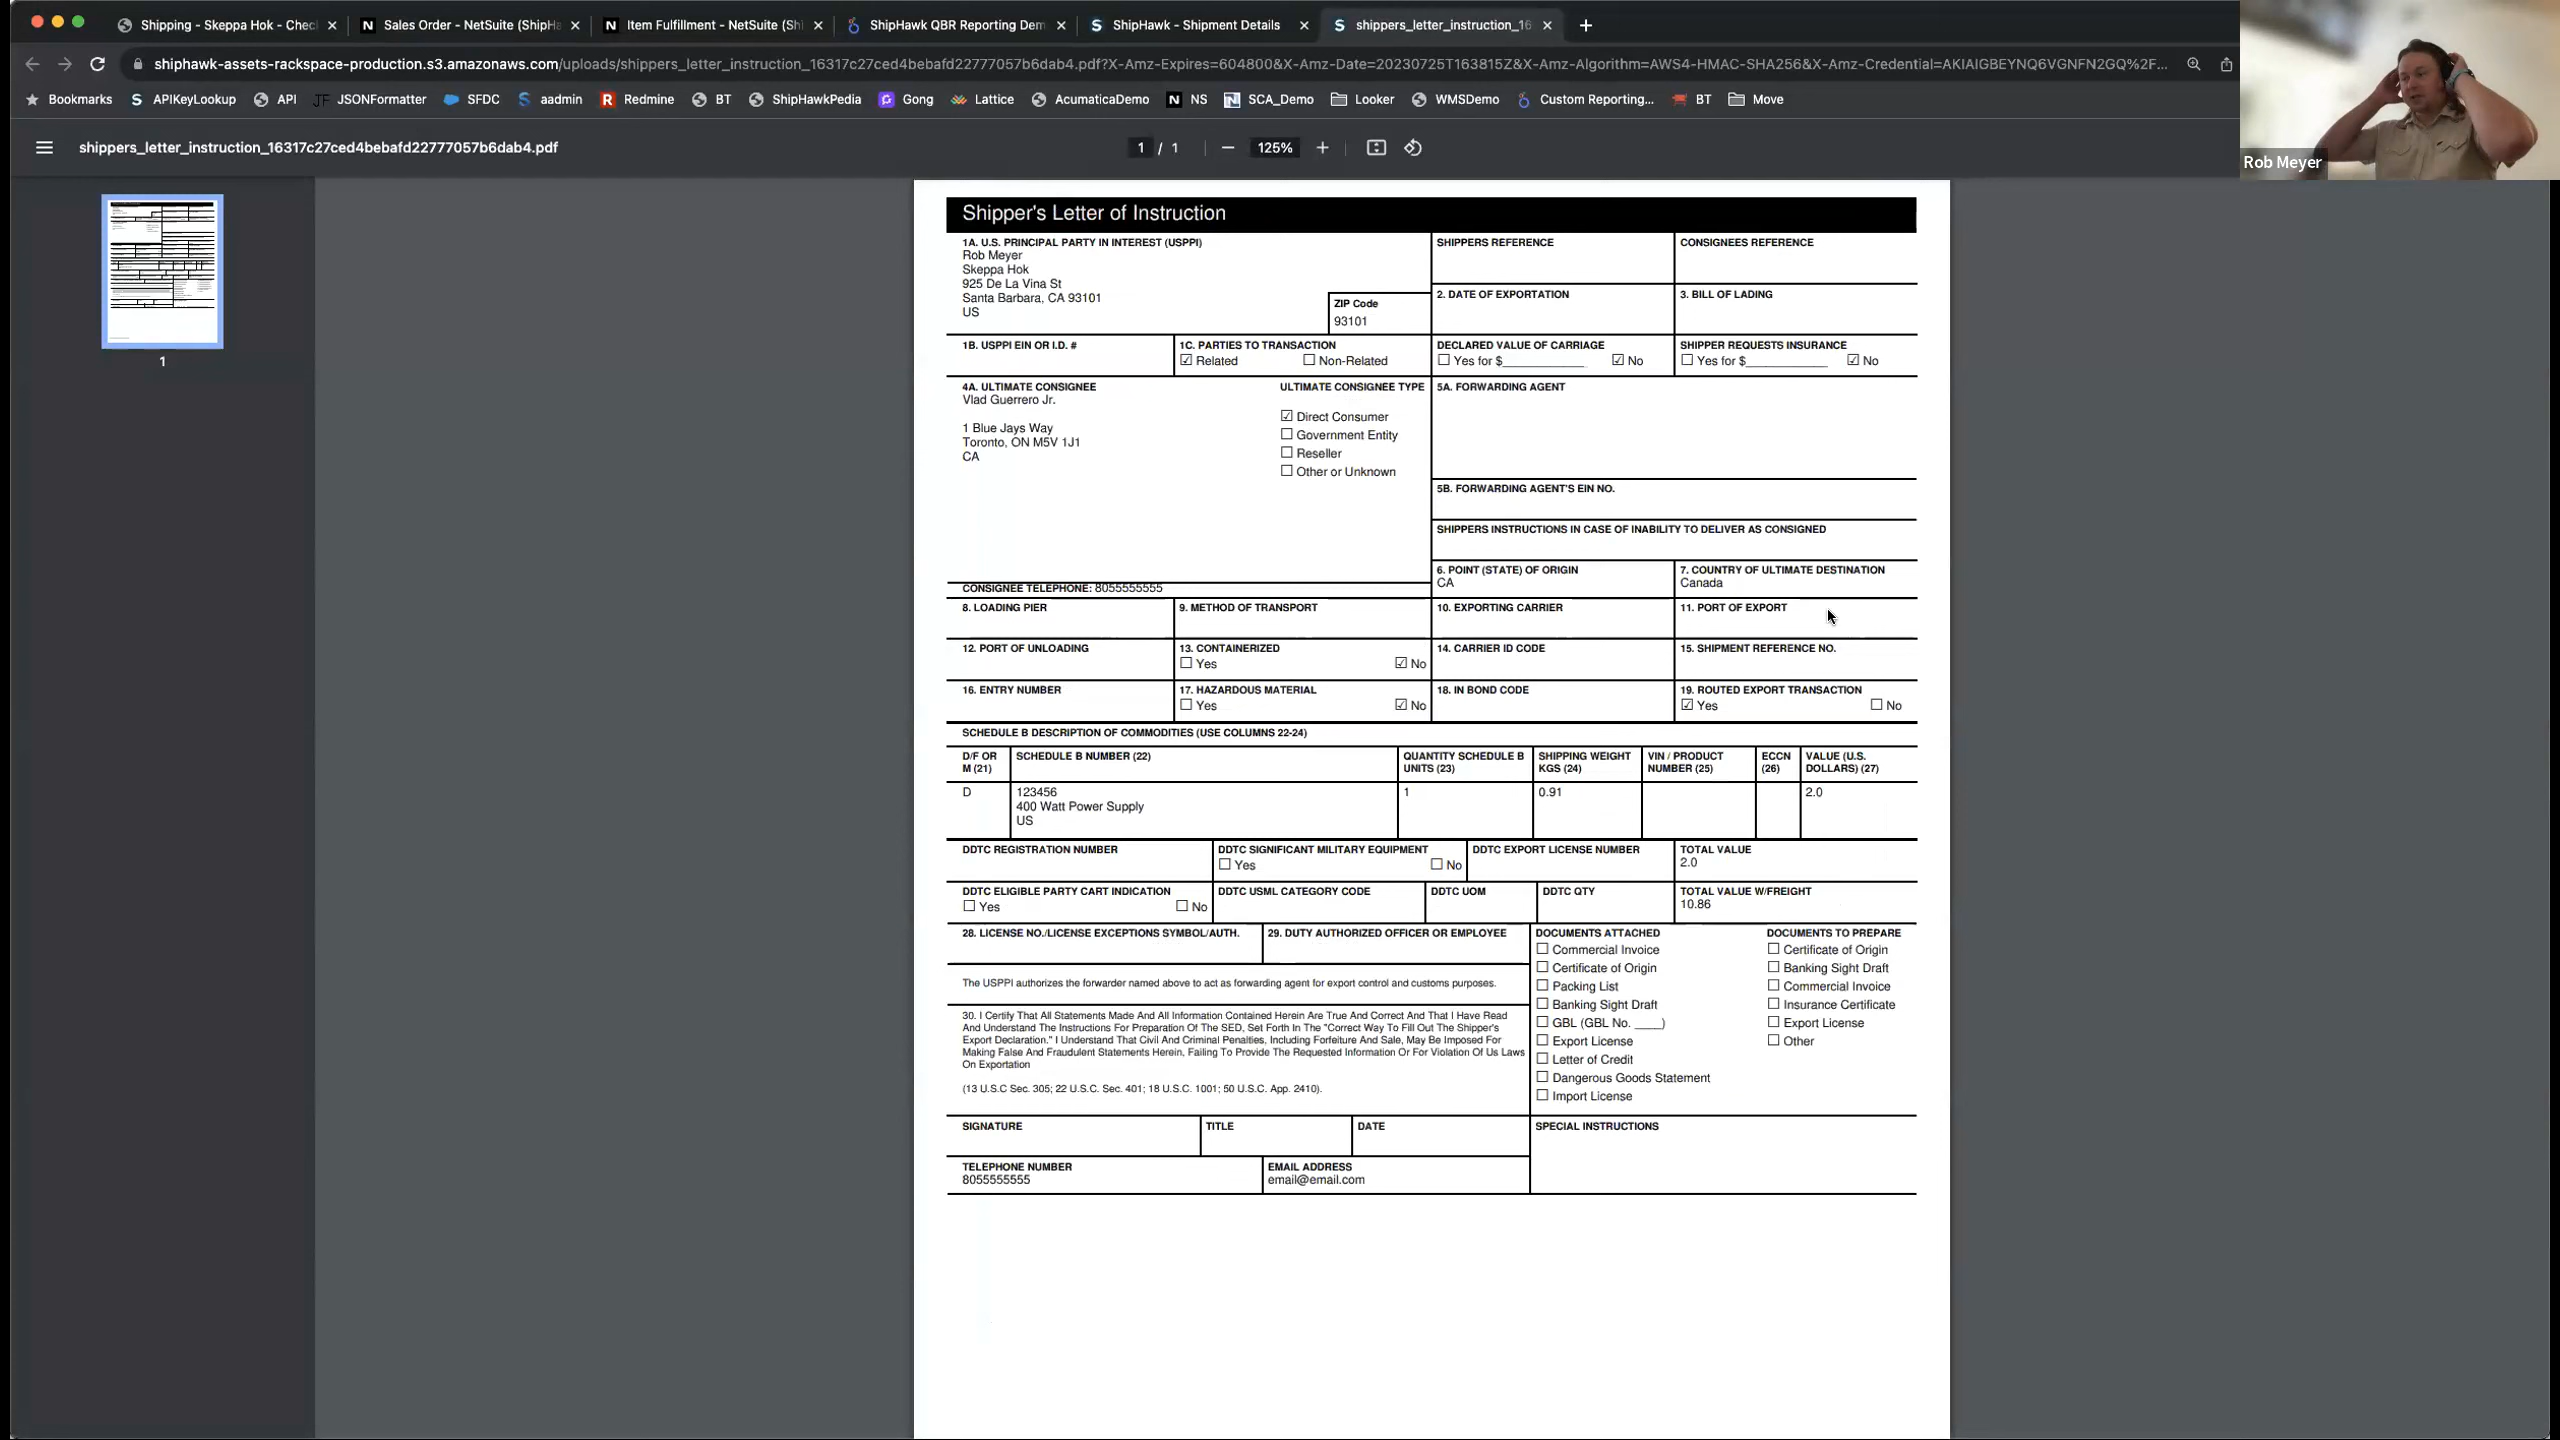 Shipping - Skeppa Hok - Chec
Sales Order - NetSuite (ShipHa
Item Fulfillment - NetSuite (Shi
ShipHawk QBR Reporting Dem
ShipHawk - Shipment Details
shippers_letter_instruction_16
shiphawk-assets-rackspace-production.s3.amazonaws.com/uploads/shippers_letter_instruction_16317c27ced4bebafd22777057b6dab4.pdf?X-Amz-Expires=604800&X-Amz-Date=20230725T163815Z&X-Amz-Algorithm=AWS4-HMAC-SHA256&X-Amz-Credential=AKIAIGBEYNQ6VGNFN2GQ%2F...
Bookmarks APIKeyLookup API JSONFormatter SFDC aadmin Redmine BT ShipHawkPedia Gong Lattice AcumaticaDemo NS SCA_Demo Looker WMSDemo Custom Reporting... BT Move
Rob Meyer
shippers_letter_instruction_16317c27ced4bebafd22777057b6dab4.pdf
1 / 1
125%
1
Shipper's Letter of Instruction
1A. U.S. PRINCIPAL PARTY IN INTEREST (USPPI)
Rob Meyer
Skeppa Hok
925 De La Vina St
Santa Barbara, CA 93101
US
ZIP Code
93101
SHIPPERS REFERENCE
CONSIGNEES REFERENCE
2. DATE OF EXPORTATION
3. BILL OF LADING
1B. USPPI EIN OR I.D. #
1C. PARTIES TO TRANSACTION
☑ Related ☐ Non-Related
DECLARED VALUE OF CARRIAGE
☐ Yes for $____________ ☑ No
SHIPPER REQUESTS INSURANCE
☐ Yes for $____________ ☑ No
4A. ULTIMATE CONSIGNEE
Vlad Guerrero Jr.
1 Blue Jays Way
Toronto, ON M5V 1J1
CA
ULTIMATE CONSIGNEE TYPE
☑ Direct Consumer
☐ Government Entity
☐ Reseller
☐ Other or Unknown
5A. FORWARDING AGENT
5B. FORWARDING AGENT'S EIN NO.
SHIPPERS INSTRUCTIONS IN CASE OF INABILITY TO DELIVER AS CONSIGNED
6. POINT (STATE) OF ORIGIN
CA
7. COUNTRY OF ULTIMATE DESTINATION
Canada
CONSIGNEE TELEPHONE: 8055555555
8. LOADING PIER
9. METHOD OF TRANSPORT
10. EXPORTING CARRIER
11. PORT OF EXPORT
12. PORT OF UNLOADING
13. CONTAINERIZED
☐ Yes ☑ No
14. CARRIER ID CODE
15. SHIPMENT REFERENCE NO.
16. ENTRY NUMBER
17. HAZARDOUS MATERIAL
☐ Yes ☑ No
18. IN BOND CODE
19. ROUTED EXPORT TRANSACTION
☑ Yes ☐ No
SCHEDULE B DESCRIPTION OF COMMODITIES (USE COLUMNS 22-24)
D/F OR
M (21)
SCHEDULE B NUMBER (22)
QUANTITY SCHEDULE B
UNITS (23)
SHIPPING WEIGHT
KGS (24)
VIN / PRODUCT
NUMBER (25)
ECCN
(26)
VALUE (U.S.
DOLLARS) (27)
D
123456
400 Watt Power Supply
US
1
0.91
2.0
DDTC REGISTRATION NUMBER
DDTC SIGNIFICANT MILITARY EQUIPMENT
☐ Yes ☐ No
DDTC EXPORT LICENSE NUMBER
TOTAL VALUE
2.0
DDTC ELIGIBLE PARTY CART INDICATION
☐ Yes ☐ No
DDTC USML CATEGORY CODE
DDTC UOM
DDTC QTY
TOTAL VALUE W/FREIGHT
10.86
28. LICENSE NO./LICENSE EXCEPTIONS SYMBOL/AUTH.
29. DUTY AUTHORIZED OFFICER OR EMPLOYEE
The USPPI authorizes the forwarder named above to act as forwarding agent for export control and customs purposes.
30. I Certify That All Statements Made And All Information Contained Herein Are True And Correct And That I Have Read
And Understand The Instructions For Preparation Of The SED, Set Forth In The "Correct Way To Fill Out The Shipper's
Export Declaration." I Understand That Civil And Criminal Penalties, Including Forfeiture And Sale, May Be Imposed For
Making False And Fraudulent Statements Herein, Failing To Provide The Requested Information Or For Violation Of Us Laws
On Exportation
(13 U.S.C Sec. 305; 22 U.S.C. Sec. 401; 18 U.S.C. 1001; 50 U.S.C. App. 2410).
DOCUMENTS ATTACHED
☐ Commercial Invoice
☐ Certificate of Origin
☐ Packing List
☐ Banking Sight Draft
☐ GBL (GBL No. ____)
☐ Export License
☐ Letter of Credit
☐ Dangerous Goods Statement
☐ Import License
DOCUMENTS TO PREPARE
☐ Certificate of Origin
☐ Banking Sight Draft
☐ Commercial Invoice
☐ Insurance Certificate
☐ Export License
☐ Other
SIGNATURE
TITLE
DATE
SPECIAL INSTRUCTIONS
TELEPHONE NUMBER
8055555555
EMAIL ADDRESS
email@email.com